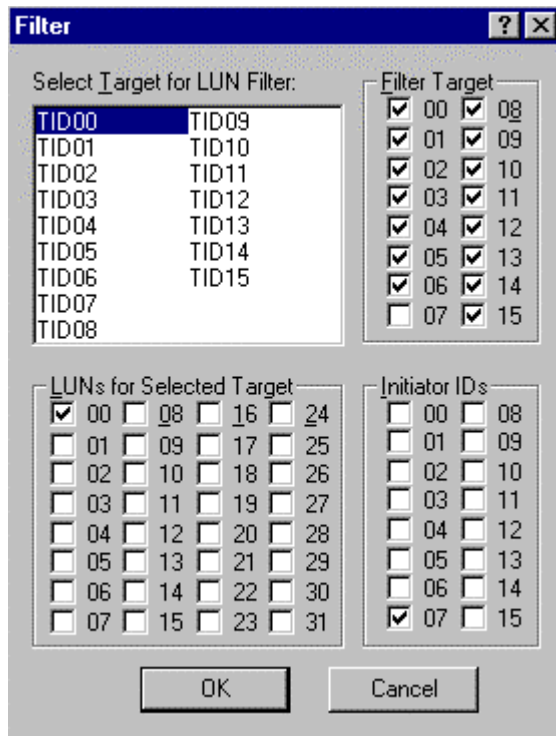 Filter
Select Target for LUN Filter:
TID00 TID09
TID01 TID10
TID02 TID11
TID03 TID12
TID04 TID13
TID05 TID14
TID06 TID15
TID07
TID08
Filter Target
00 08
01 09
02 10
03 11
04 12
05 13
06 14
07 15
LUNs for Selected Target
00 08 16 24
01 09 17 25
02 10 18 26
03 11 19 27
04 12 20 28
05 13 21 29
06 14 22 30
07 15 23 31
Initiator IDs
00 08
01 09
02 10
03 11
04 12
05 13
06 14
07 15
OK Cancel